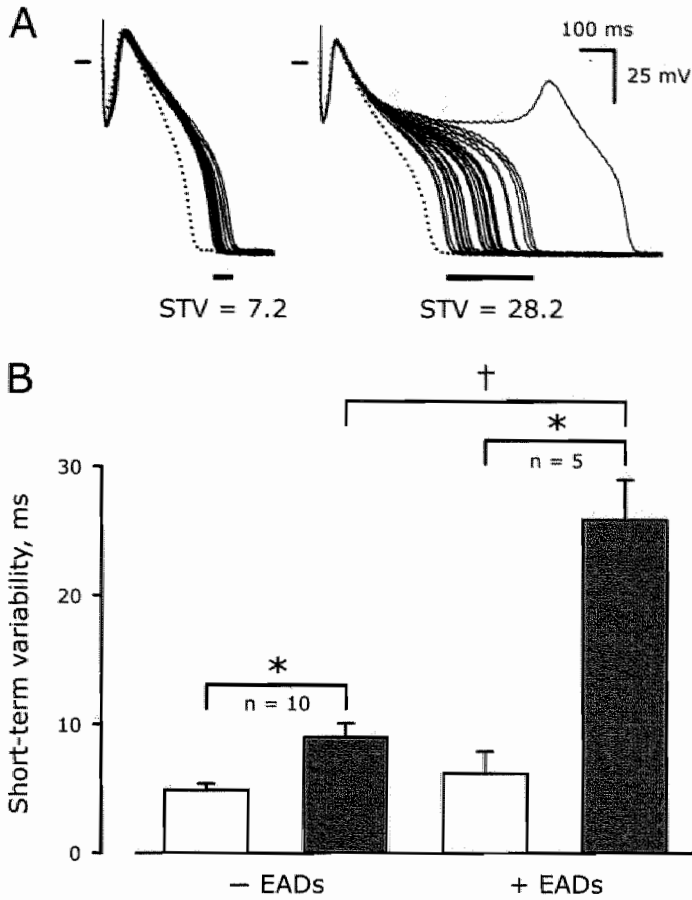 A
100 ms
25 mV
STV = 7.2
STV = 28.2
B
†
*
n = 5
*
n = 10
Short-term variability, ms
30
20
10
0
− EADs
+ EADs